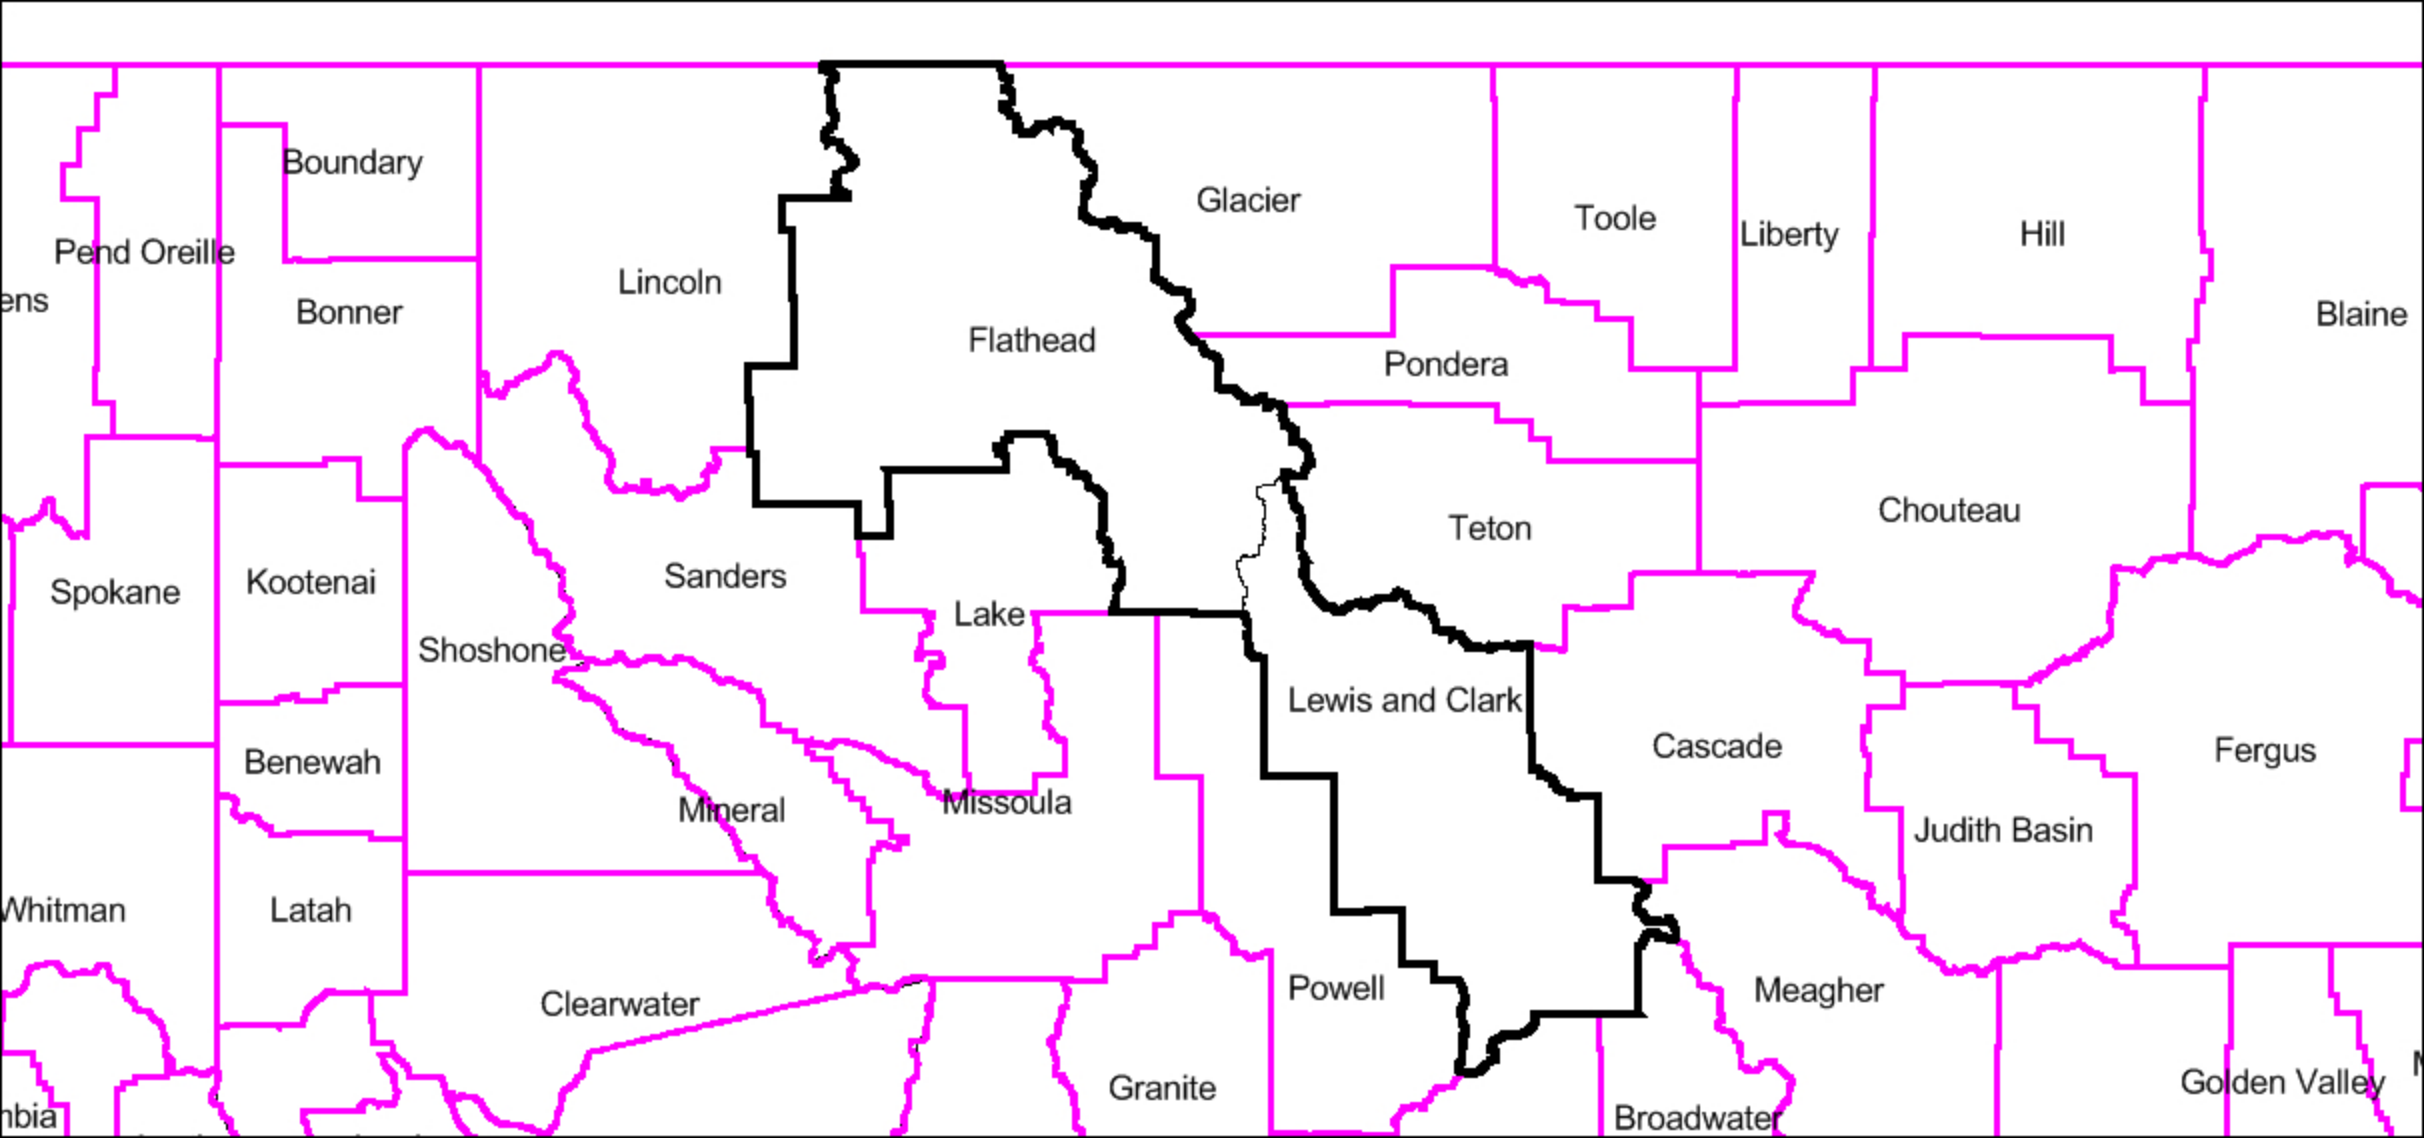 Boundary
Glacier
Toole
Liberty
Hill
Pend Oreille
Lincoln
ens
Bonner
Blaine
Flathead
Pondera
Chouteau
Teton
Spokane
Kootenai
Sanders
Lake
Shoshone
Lewis and Clark
Cascade
Fergus
Benewah
Mineral
Missoula
Judith Basin
Whitman
Latah
Powell
Meagher
Clearwater
Granite
Golden Valley
mbia
Broadwater